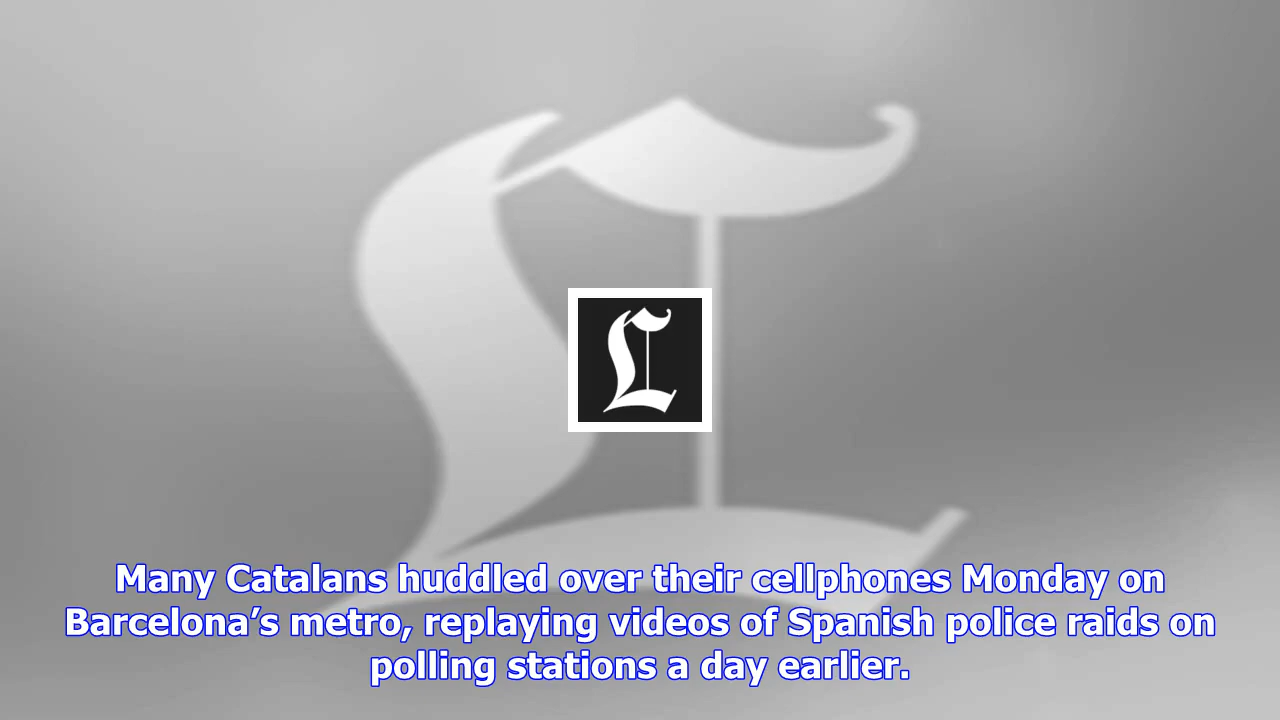 L
L
Many Catalans huddled over their cellphones Monday on
Barcelona’s metro, replaying videos of Spanish police raids on
polling stations a day earlier.